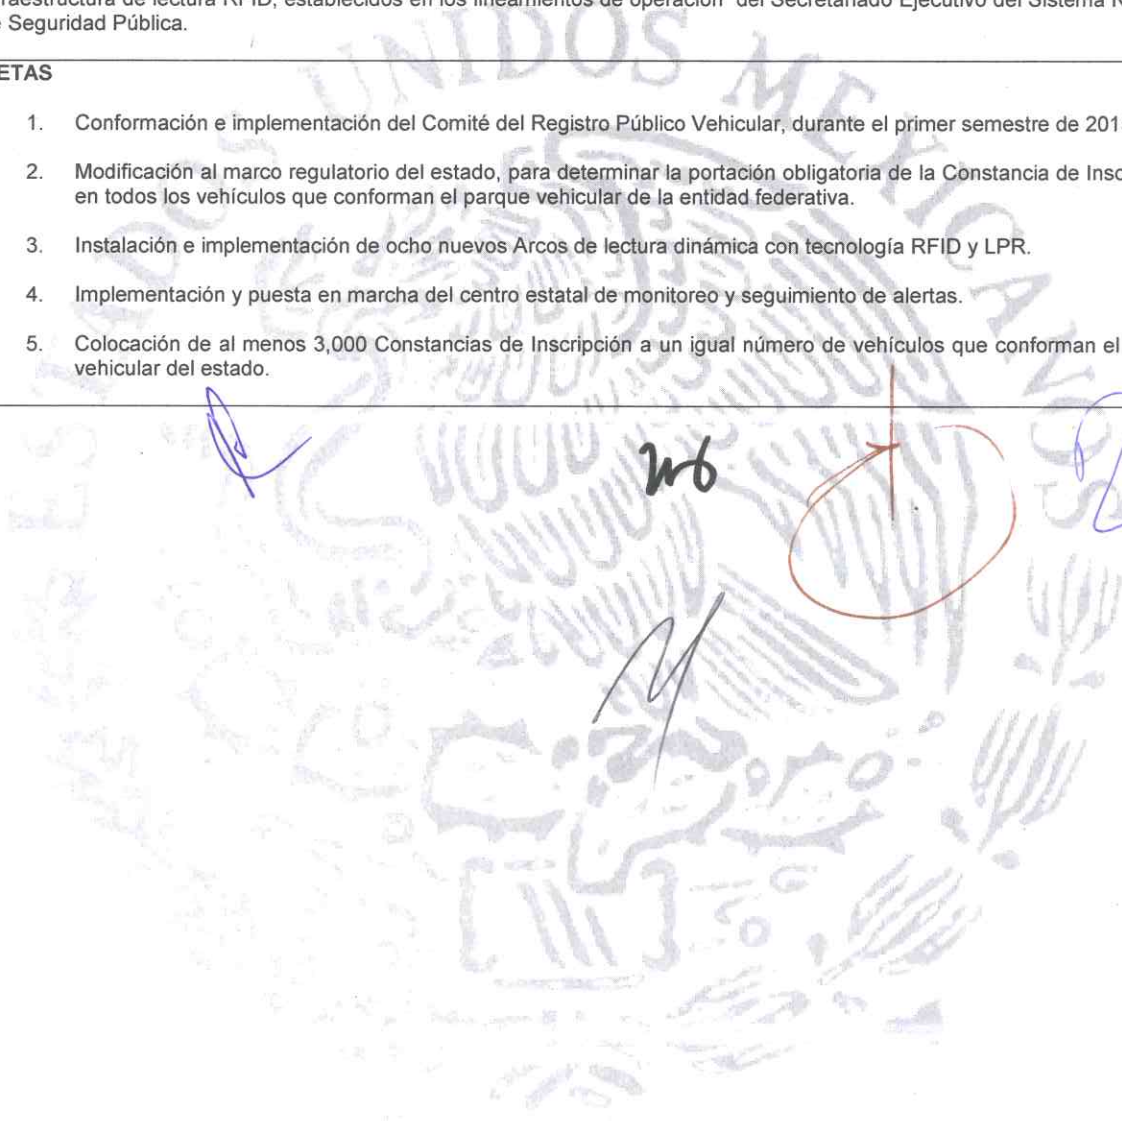 lectura RFID, establecidos en los lineamientos de operación del Secretariado Ejecutivo del Sistema
Seguridad Pública.
ETAS
1. Conformación e implementación del Comité del Registro Público Vehicular, durante el primer semestre de 201
2. Modificación al marco regulatorio del estado, para determinar la portación obligatoria de la Constancia de Insc
en todos los vehículos que conforman el parque vehicular de la entidad federativa.
3. Instalación e implementación de ocho nuevos Arcos de lectura dinámica con tecnología RFID y LPR.
4. Implementación y puesta en marcha del centro estatal de monitoreo y seguimiento de alertas.
5. Colocación de al menos 3,000 Constancias de Inscripción a un igual número de vehículos que conforman el
vehicular del estado.
UNIDOS MEXICANOS